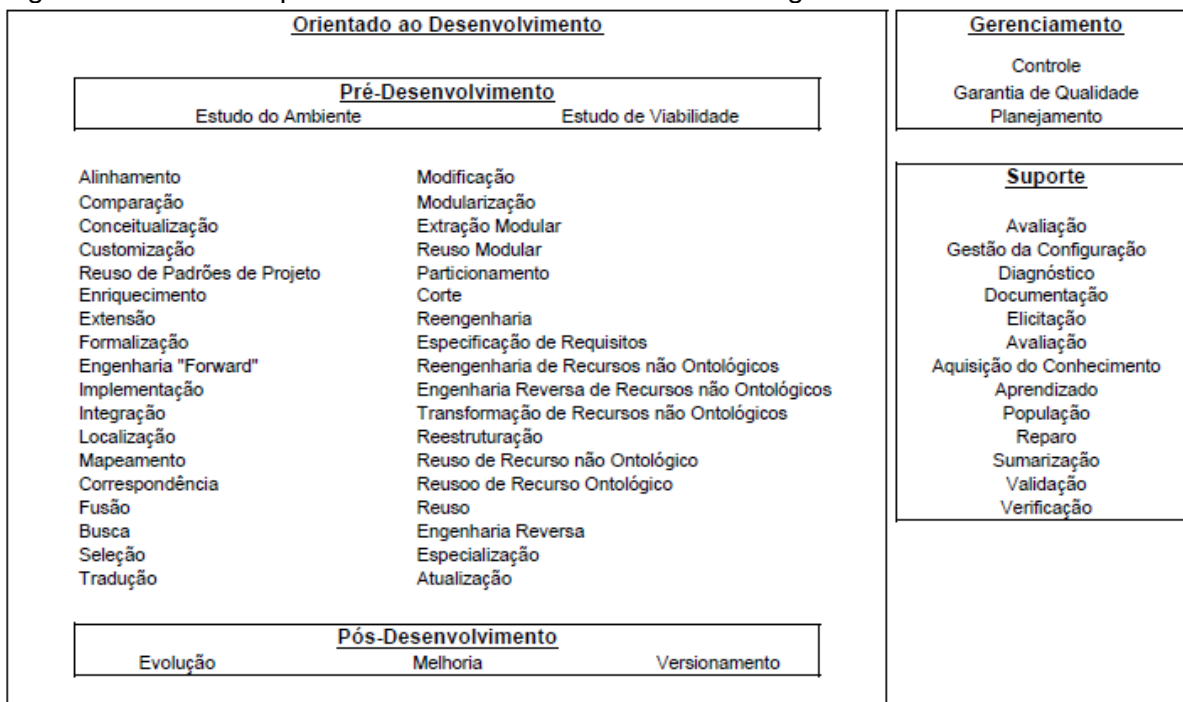 Orientado ao Desenvolvimento
Pré-Desenvolvimento
Estudo do Ambiente Estudo de Viabilidade
Alinhamento Modificação
Comparação Modularização
Conceitualização Extração Modular
Customização Reuso Modular
Reuso de Padrões de Projeto Particionamento
Enriquecimento Corte
Extensão Reengenharia
Formalização Especificação de Requisitos
Engenharia "Forward" Reengenharia de Recursos não Ontológicos
Implementação Engenharia Reversa de Recursos não Ontológicos
Integração Transformação de Recursos não Ontológicos
Localização Reestruturação
Mapeamento Reuso de Recurso não Ontológico
Correspondência Reusoo de Recurso Ontológico
Fusão Reuso
Busca Engenharia Reversa
Seleção Especialização
Tradução Atualização
Pós-Desenvolvimento
Evolução Melhoria Versionamento
Gerenciamento
Controle
Garantia de Qualidade
Planejamento
Suporte
Avaliação
Gestão da Configuração
Diagnóstico
Documentação
Elicitação
Avaliação
Aquisição do Conhecimento
Aprendizado
População
Reparo
Sumarização
Validação
Verificação